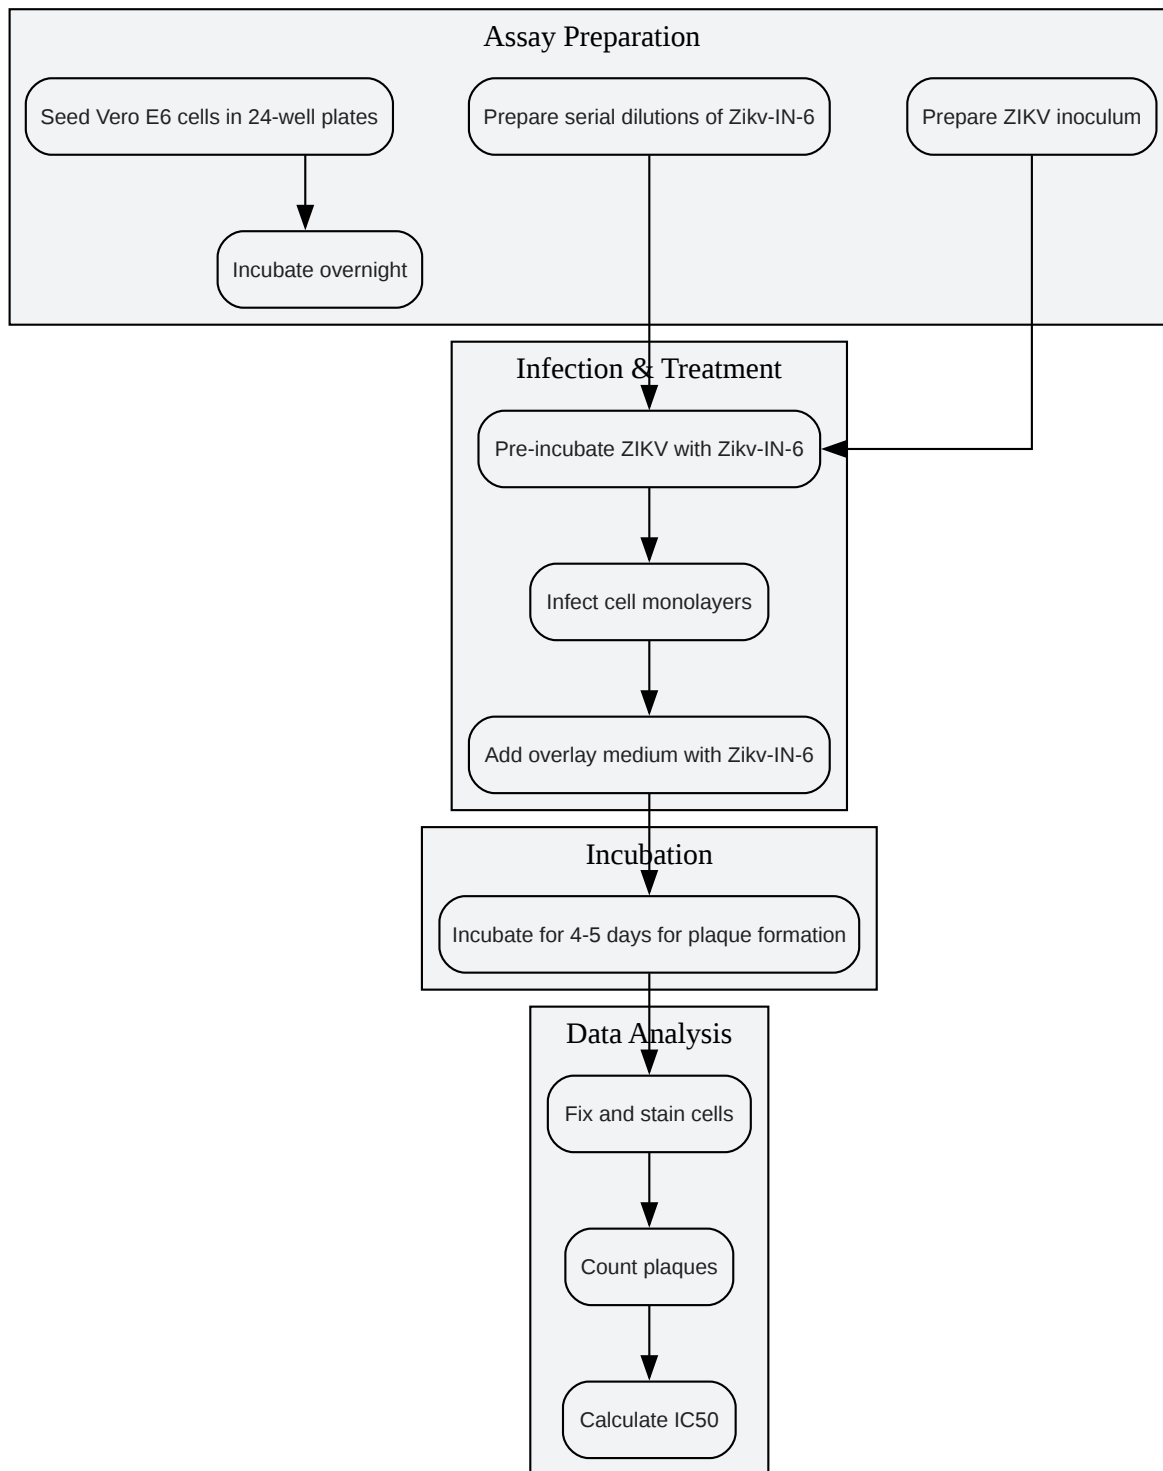 Assay Preparation
Seed Vero E6 cells in 24-well plates
Prepare serial dilutions of Zikv-IN-6
Prepare ZIKV inoculum
Incubate overnight
Infection & Treatment
Pre-incubate ZIKV with Zikv-IN-6
Infect cell monolayers
Add overlay medium with Zikv-IN-6
Incubation
Incubate for 4-5 days for plaque formation
Data Analysis
Fix and stain cells
Count plaques
Calculate IC50